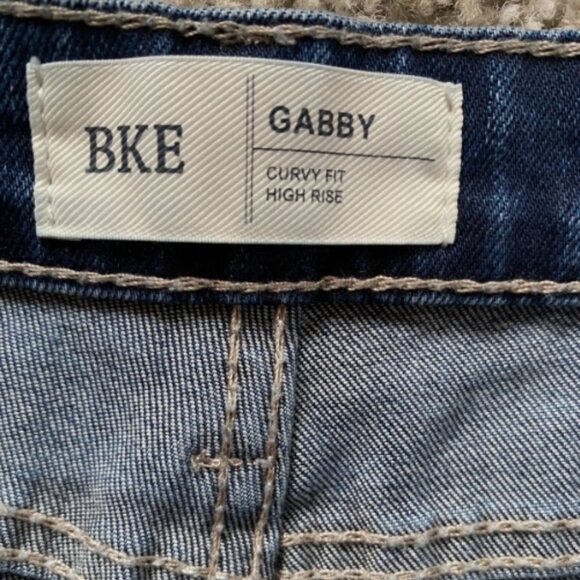 BKE
GABBY
CURVY FIT
HIGH RISE